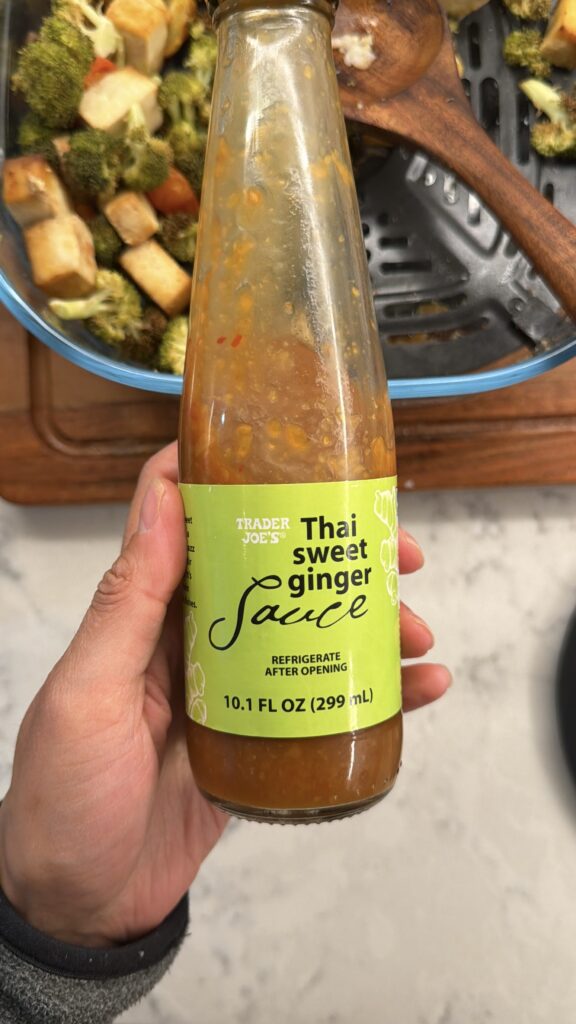 TRADER
JOE'S®
Thai
sweet
ginger
Sauce
REFRIGERATE
AFTER OPENING
10.1 FL OZ (299 mL)